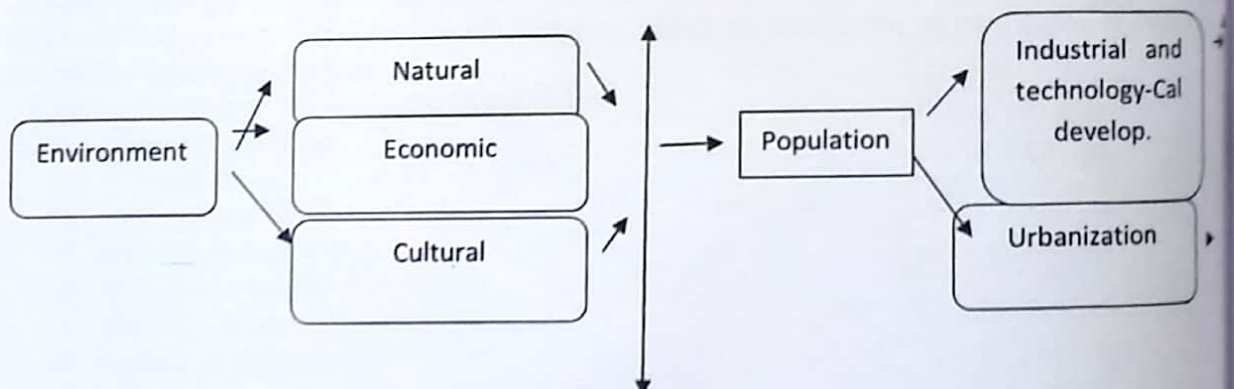 Natural
Economic
Cultural
Environment
Population
Industrial and
technology-Cal
develop.
Urbanization